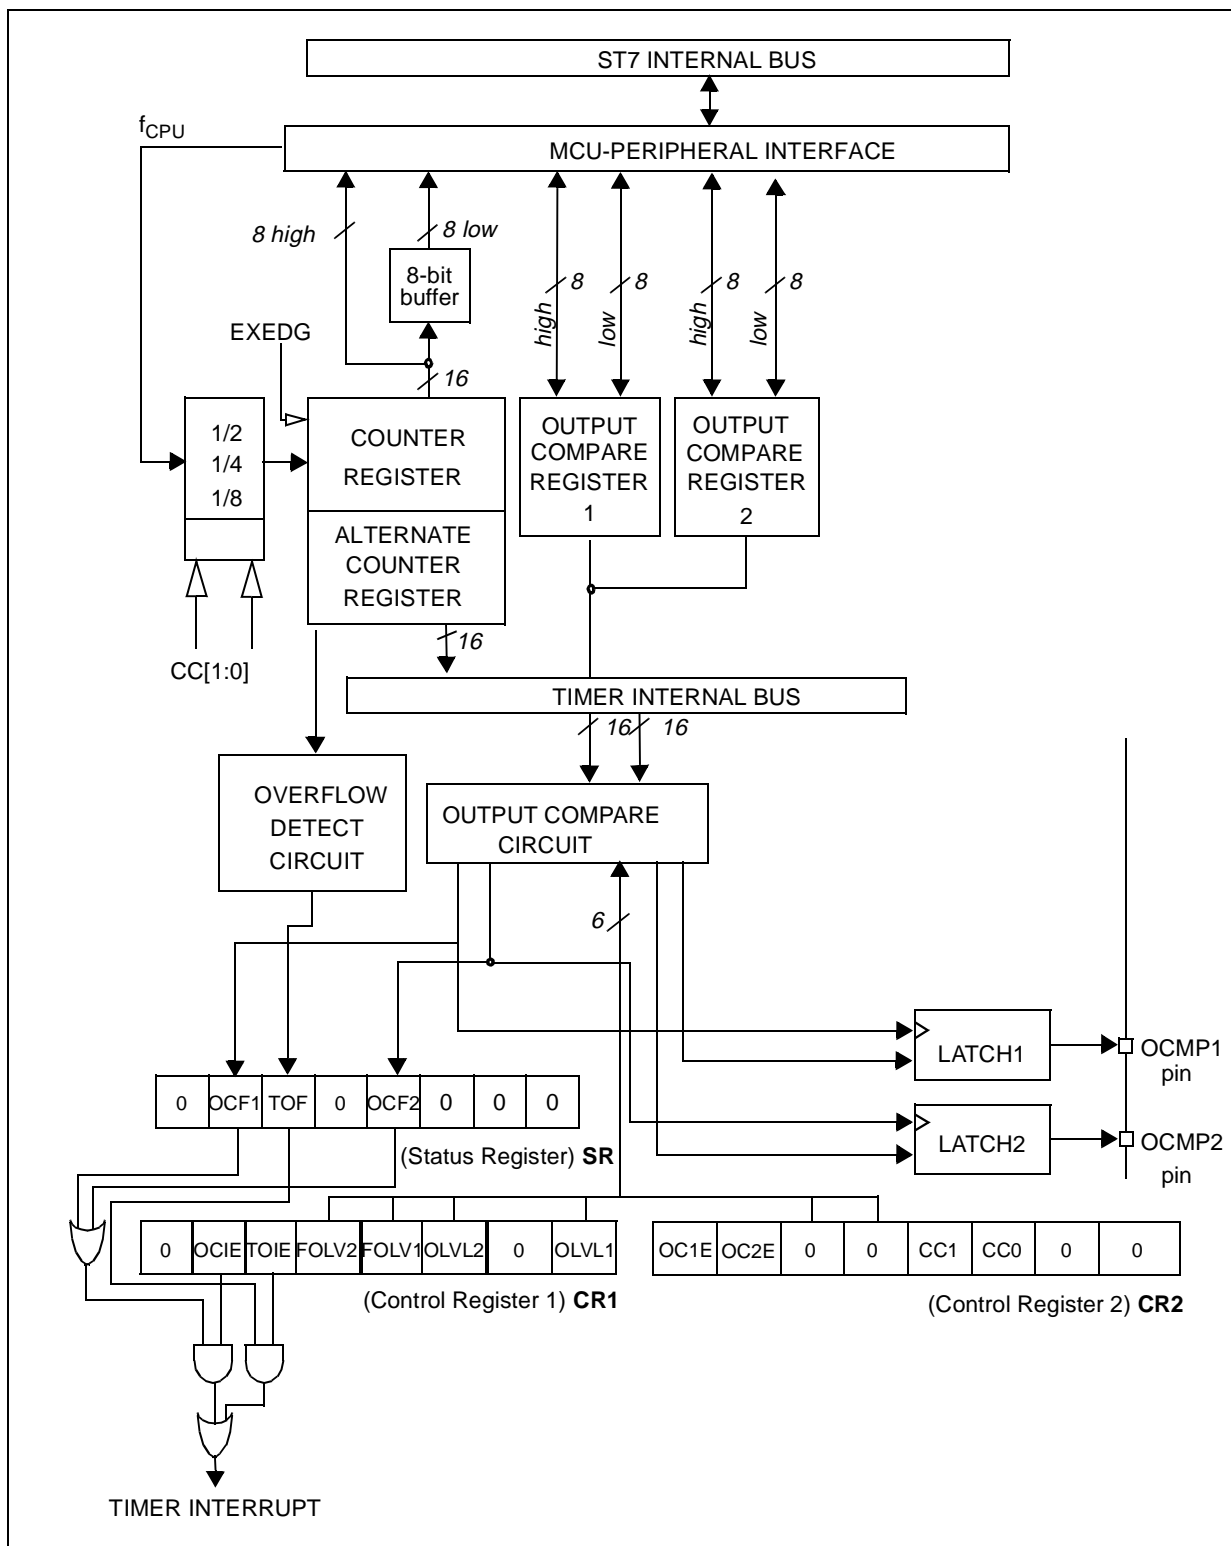 ST7 INTERNAL BUS
fCPU
MCU-PERIPHERAL INTERFACE
8 high
8 low
8-bit
buffer
high
8
low
8
high
8
low
8
EXEDG
16
1/2
1/4
1/8
COUNTER
REGISTER
OUTPUT
COMPARE
REGISTER
1
OUTPUT
COMPARE
REGISTER
2
ALTERNATE
COUNTER
REGISTER
16
CC[1:0]
TIMER INTERNAL BUS
16
16
OVERFLOW
DETECT
CIRCUIT
OUTPUT COMPARE
CIRCUIT
6
LATCH1
OCMP1
pin
0 OCF1 TOF 0 OCF2 0 0 0
(Status Register) SR
LATCH2
OCMP2
pin
0 OCIE TOIE FOLV2 FOLV1 OLVL2 0 OLVL1
OC1E OC2E 0 0 CC1 CC0 0 0
(Control Register 1) CR1
(Control Register 2) CR2
TIMER INTERRUPT